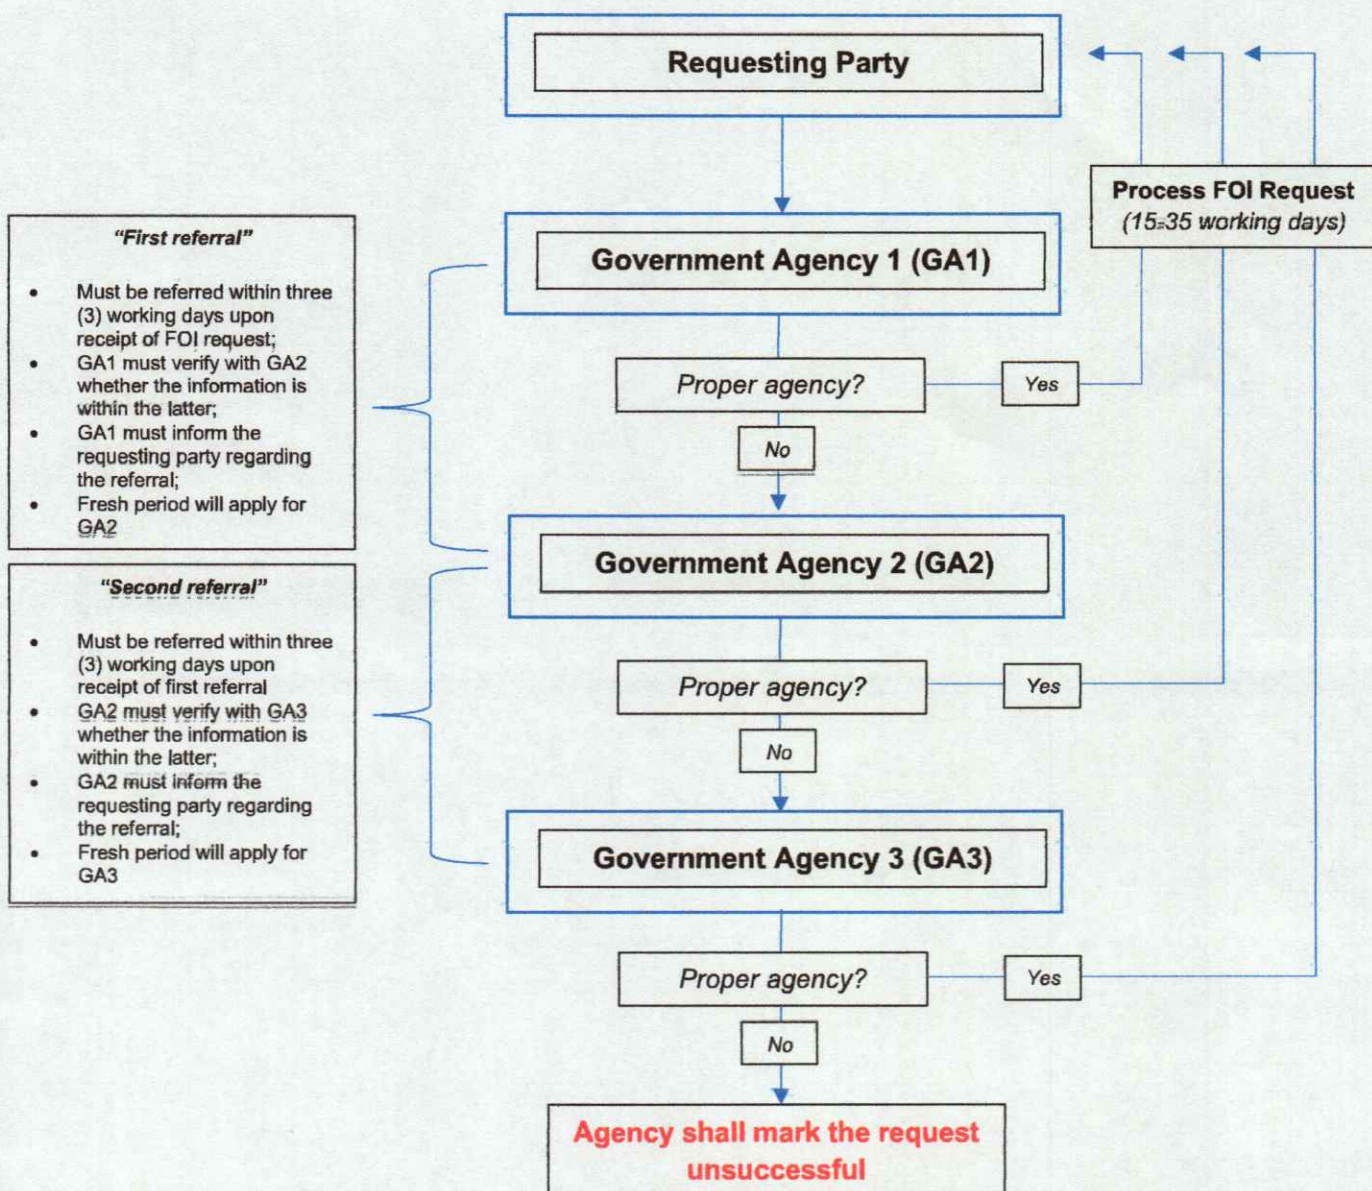 Requesting Party
Process FOI Request
(15-35 working days)
"First referral"
• Must be referred within three
(3) working days upon
receipt of FOI request;
• GA1 must verify with GA2
whether the information is
within the latter;
• GA1 must inform the
requesting party regarding
the referral;
• Fresh period will apply for
GA2
Government Agency 1 (GA1)
Proper agency?
Yes
No
"Second referral"
• Must be referred within three
(3) working days upon
receipt of first referral
• GA2 must verify with GA3
whether the information is
within the latter;
• GA2 must inform the
requesting party regarding
the referral;
• Fresh period will apply for
GA3
Government Agency 2 (GA2)
Proper agency?
Yes
No
Government Agency 3 (GA3)
Proper agency?
Yes
No
Agency shall mark the request
unsuccessful